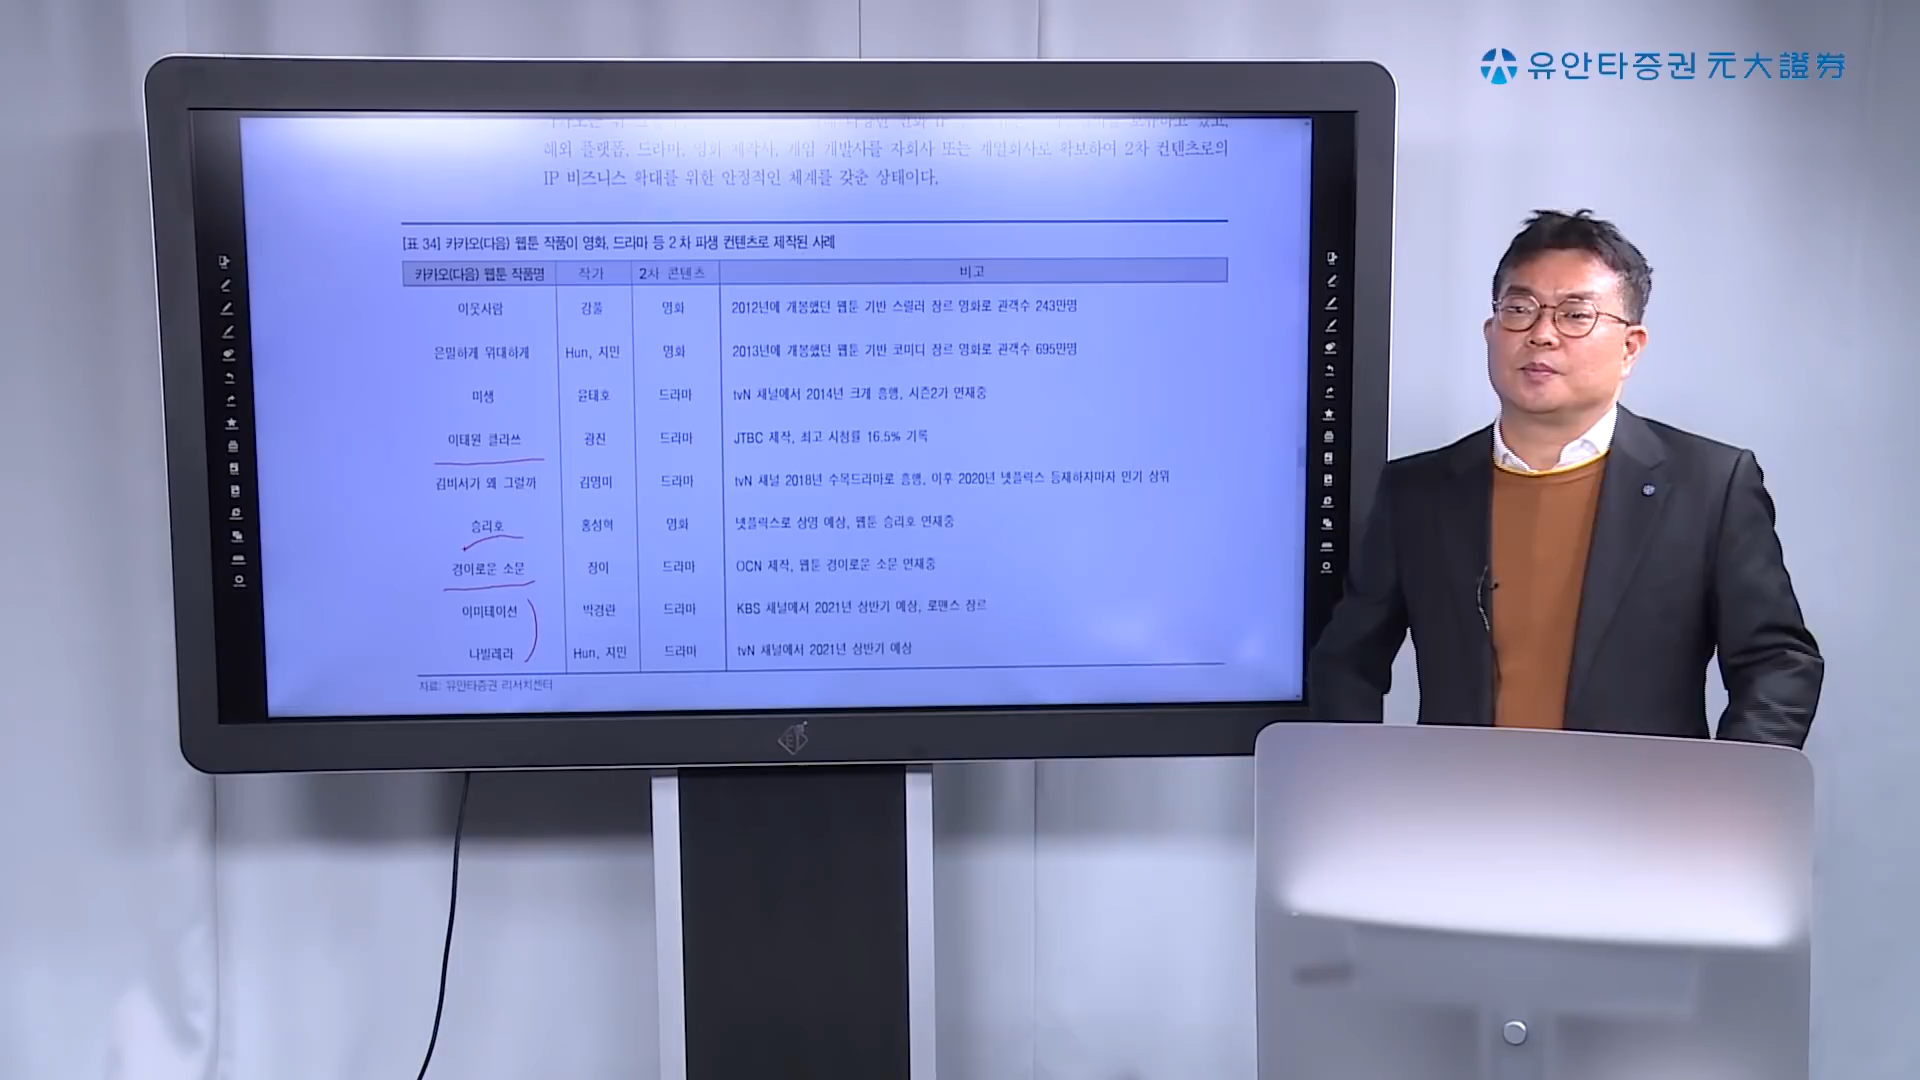 유안타증권 元大證券
해외 플랫폼, 드라마, 영화 제작사, 게임 개발사를 자회사 또는 계열회사로 확보하여 2차 컨텐츠로의
IP 비즈니스 확대를 위한 안정적인 체계를 갖춘 상태이다.
[표 34] 카카오(다음) 웹툰 작품이 영화, 드라마 등 2차 파생 컨텐츠로 제작된 사례
카카오(다음) 웹툰 작품명 작가 2차 콘텐츠 비고
이웃사람 강풀 영화 2012년에 개봉했던 웹툰 기반 스릴러 장르 영화로 관객수 243만명
은밀하게 위대하게 Hun, 지민 영화 2013년에 개봉했던 웹툰 기반 코미디 장르 영화로 관객수 695만명
미생 윤태호 드라마 tvN 채널에서 2014년 크게 흥행, 시즌2가 연재중
이태원 클라쓰 광진 드라마 JTBC 제작, 최고 시청률 16.5% 기록
김비서가 왜 그럴까 김명미 드라마 tvN 채널 2018년 수목드라마로 흥행, 이후 2020년 넷플릭스 등재하자마자 인기 상위
승리호 홍성혁 영화 넷플릭스로 상영 예상, 웹툰 승리호 연재중
경이로운 소문 장이 드라마 OCN 제작, 웹툰 경이로운 소문 연재중
이미테이션 박경란 드라마 KBS 채널에서 2021년 상반기 예상, 로맨스 장르
나빌레라 Hun, 지민 드라마 tvN 채널에서 2021년 상반기 예상
자료: 유안타증권 리서치센터